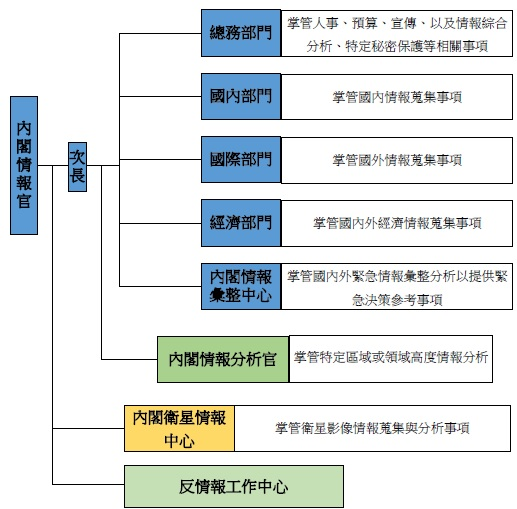 內閣情報官
次長
總務部門
掌管人事、預算、宣傳、以及情報綜合
分析、特定秘密保護等相關事項
國內部門
掌管國內情報蒐集事項
國際部門
掌管國外情報蒐集事項
經濟部門
掌管國內外經濟情報蒐集事項
內閣情報
彙整中心
掌管國內外緊急情報彙整分析以提供緊
急決策參考事項
內閣情報分析官
掌管特定區域或領域高度情報分析
內閣衛星情報
中心
掌管衛星影像情報蒐集與分析事項
反情報工作中心